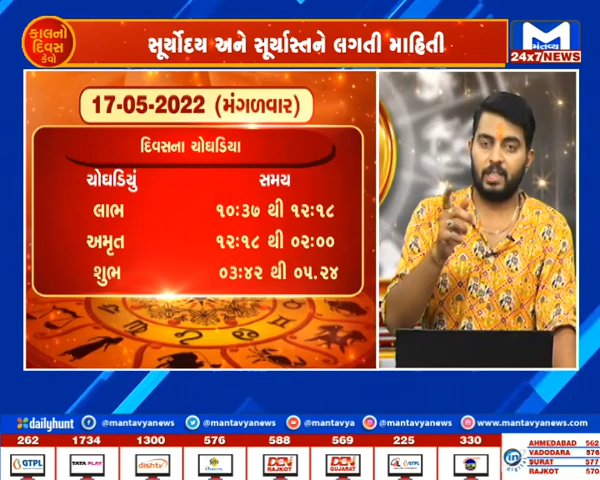 કાલનો
દિવસ
કેવો
સૂર્યોદય અને સૂર્યાસ્તને લગતી માહિતી
મંતવ્ય
24x7 NEWS
17-05-2022 (મંગળવાર)
દિવસના ચોઘડિયા
ચોઘડિયું સમય
લાભ ૧૦:૩૭ થી ૧૨:૧૮
અમૃત ૧૨:૧૮ થી ૦૨:૦૦
શુભ ૦૩:૪૨ થી ૦૫.૨૪
dailyhunt @mantavyanews @mantavyanews @mantavya @mantavyanews www.mantavyanews.com
262 1734 1300 576 588 569 225 330
GTPL TATA PLAY dishtv DEN RAJKOT DEN GUJARAT GTPL
in
AHMEDABAD 562
VADODARA 576
SURAT 577
RAJKOT 570